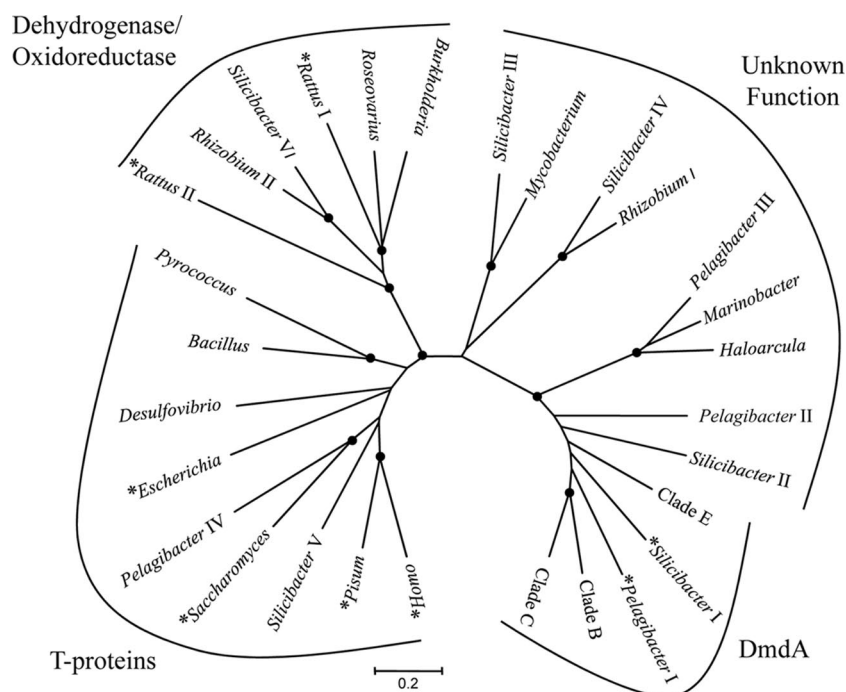 Dehydrogenase/
Oxidoreductase
Unknown
Function
*Rattus II
Rhizobium II
Silicibacter VI
*Rattus I
Roseovarius
Burkholderia
Silicibacter III
Mycobacterium
Silicibacter IV
Rhizobium I
Pelagibacter III
Marinobacter
Haloarcula
Pelagibacter II
Silicibacter II
Clade E
*Silicibacter I
*Pelagibacter I
Clade B
Clade C
*Homo
*Pisum
Silicibacter V
*Saccharomyces
Pelagibacter IV
*Escherichia
Desulfovibrio
Bacillus
Pyrococcus
T-proteins
0.2
DmdA